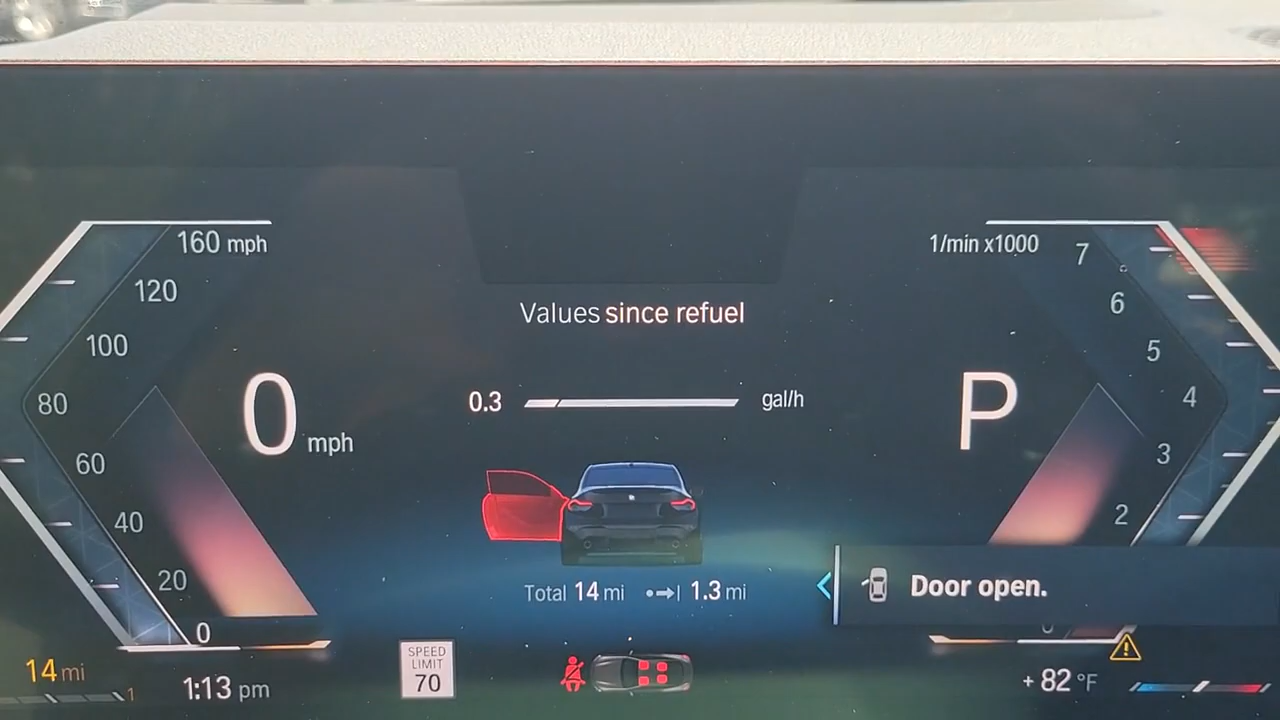 160 mph
120
100
80
60
40
20
0
0 mph
Values since refuel
0.3 gal/h
Total 14 mi 1.3 mi
1/min x1000
7
6
5
4
3
2
0
P
Door open.
14 mi
1
1:13 pm
SPEED
LIMIT
70
+ 82 °F